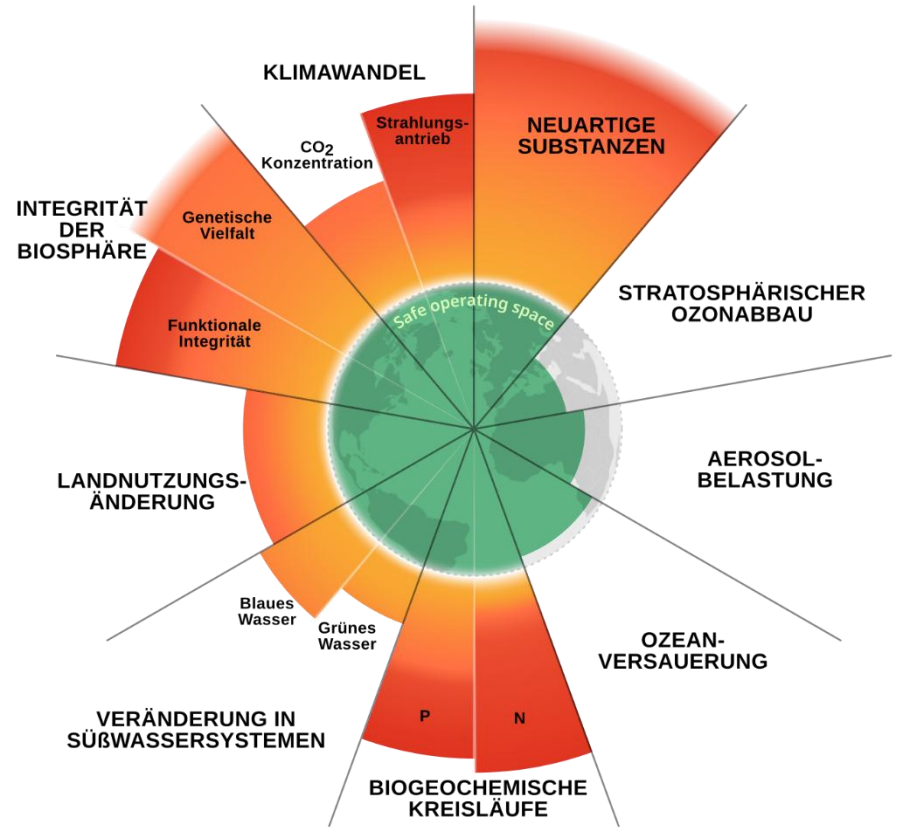 KLIMAWANDEL
Strahlungs-
antrieb
CO2
Konzentration
NEUARTIGE
SUBSTANZEN
INTEGRITÄT
DER
BIOSPHÄRE
Genetische
Vielfalt
Funktionale
Integrität
Safe operating space
STRATOSPHÄRISCHER
OZONABBAU
AEROSOL-
BELASTUNG
LANDNUTZUNGS-
ÄNDERUNG
Blaues
Wasser
Grünes
Wasser
OZEAN-
VERSAUERUNG
VERÄNDERUNG IN
SÜßWASSERSYSTEMEN
P
N
BIOGEOCHEMISCHE
KREISLÄUFE